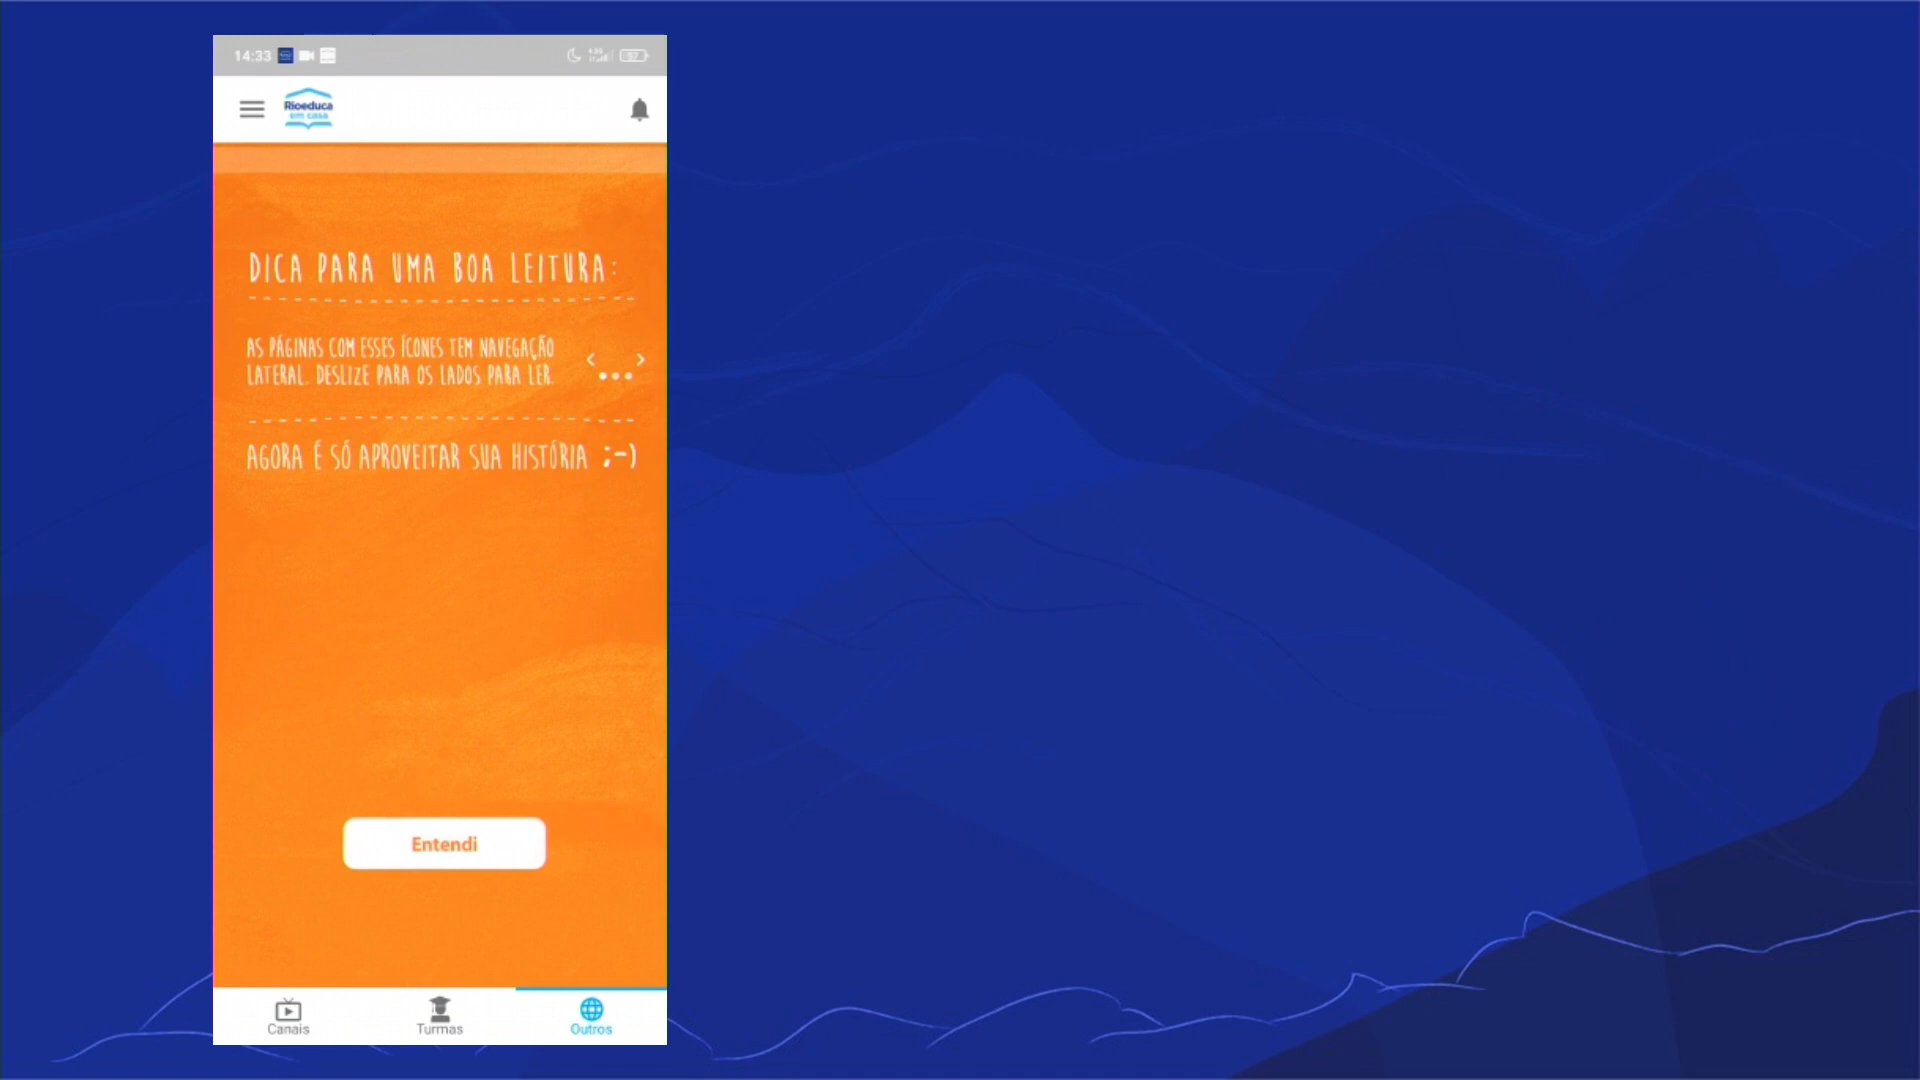 14:33
Rioeduca
em casa
DICA PARA UMA BOA LEITURA:
AS PÁGINAS COM ESSES ÍCONES TEM NAVEGAÇÃO
LATERAL. DESLIZE PARA OS LADOS PARA LER.
< ... >
AGORA É SÓ APROVEITAR SUA HISTÓRIA ;-)
Entendi
Canais
Turmas
Outros